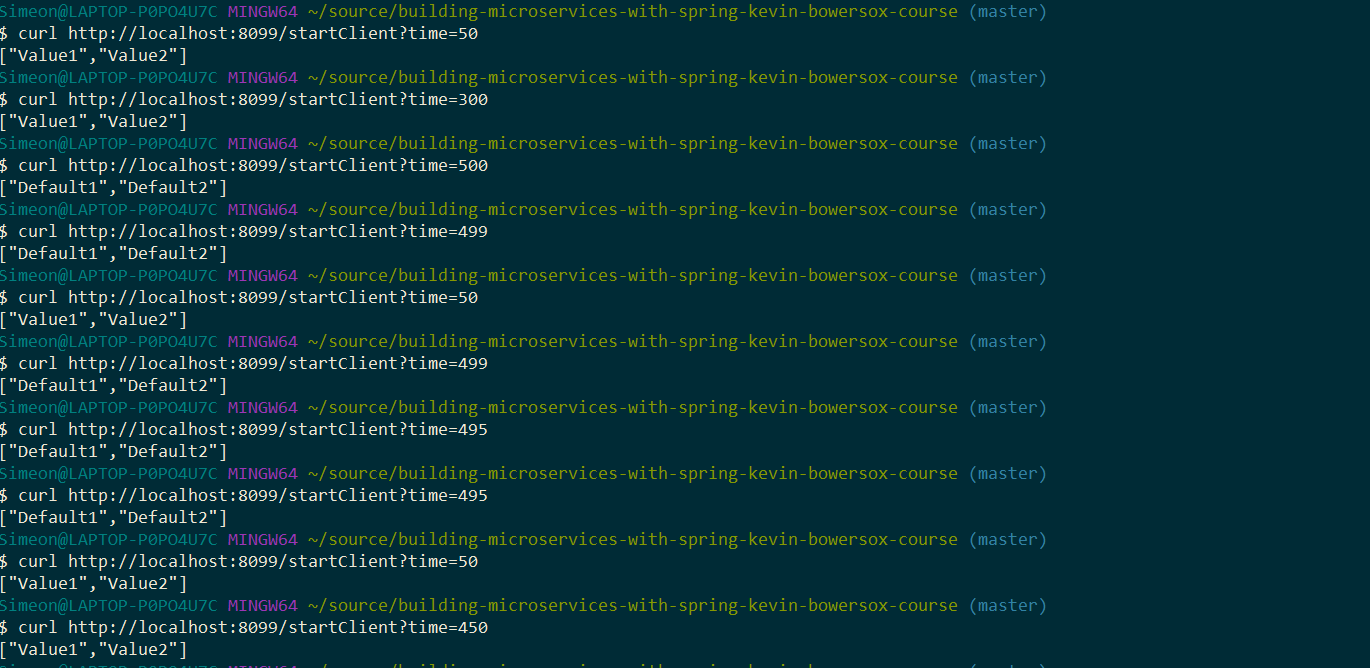 Simeon@LAPTOP-P0PO4U7C MINGW64 ~/source/building-microservices-with-spring-kevin-bowersox-course (master)
$ curl http://localhost:8099/startClient?time=50
["Value1","Value2"]
Simeon@LAPTOP-P0PO4U7C MINGW64 ~/source/building-microservices-with-spring-kevin-bowersox-course (master)
$ curl http://localhost:8099/startClient?time=300
["Value1","Value2"]
Simeon@LAPTOP-P0PO4U7C MINGW64 ~/source/building-microservices-with-spring-kevin-bowersox-course (master)
$ curl http://localhost:8099/startClient?time=500
["Default1","Default2"]
Simeon@LAPTOP-P0PO4U7C MINGW64 ~/source/building-microservices-with-spring-kevin-bowersox-course (master)
$ curl http://localhost:8099/startClient?time=499
["Default1","Default2"]
Simeon@LAPTOP-P0PO4U7C MINGW64 ~/source/building-microservices-with-spring-kevin-bowersox-course (master)
$ curl http://localhost:8099/startClient?time=50
["Value1","Value2"]
Simeon@LAPTOP-P0PO4U7C MINGW64 ~/source/building-microservices-with-spring-kevin-bowersox-course (master)
$ curl http://localhost:8099/startClient?time=499
["Default1","Default2"]
Simeon@LAPTOP-P0PO4U7C MINGW64 ~/source/building-microservices-with-spring-kevin-bowersox-course (master)
$ curl http://localhost:8099/startClient?time=495
["Default1","Default2"]
Simeon@LAPTOP-P0PO4U7C MINGW64 ~/source/building-microservices-with-spring-kevin-bowersox-course (master)
$ curl http://localhost:8099/startClient?time=495
["Default1","Default2"]
Simeon@LAPTOP-P0PO4U7C MINGW64 ~/source/building-microservices-with-spring-kevin-bowersox-course (master)
$ curl http://localhost:8099/startClient?time=50
["Value1","Value2"]
Simeon@LAPTOP-P0PO4U7C MINGW64 ~/source/building-microservices-with-spring-kevin-bowersox-course (master)
$ curl http://localhost:8099/startClient?time=450
["Value1","Value2"]